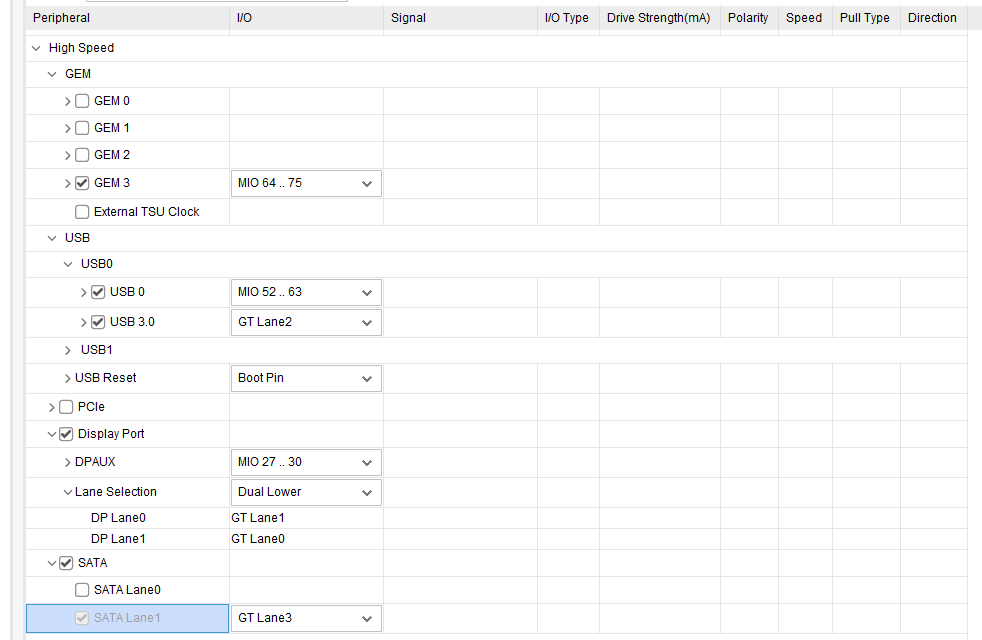 Peripheral I/O Signal I/O Type Drive Strength(mA) Polarity Speed Pull Type Direction
High Speed
GEM
GEM 0
GEM 1
GEM 2
GEM 3 MIO 64 .. 75
External TSU Clock
USB
USB0
USB 0 MIO 52 .. 63
USB 3.0 GT Lane2
USB1
USB Reset Boot Pin
PCIe
Display Port
DPAUX MIO 27 .. 30
Lane Selection Dual Lower
DP Lane0 GT Lane1
DP Lane1 GT Lane0
SATA
SATA Lane0
SATA Lane1 GT Lane3